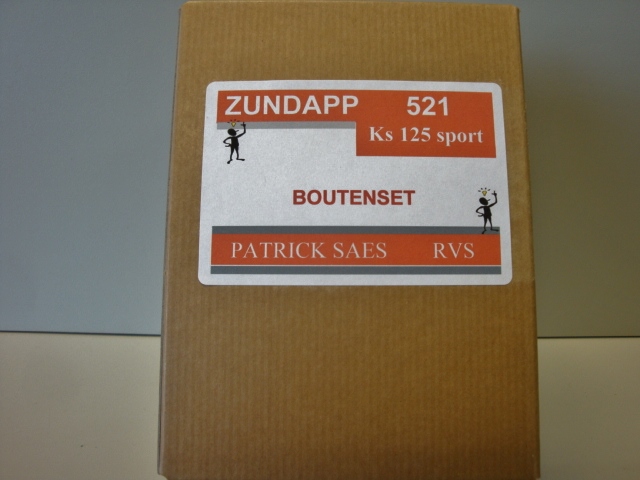 ZUNDAPP 521
Ks 125 sport
BOUTENSET
PATRICK SAES RVS